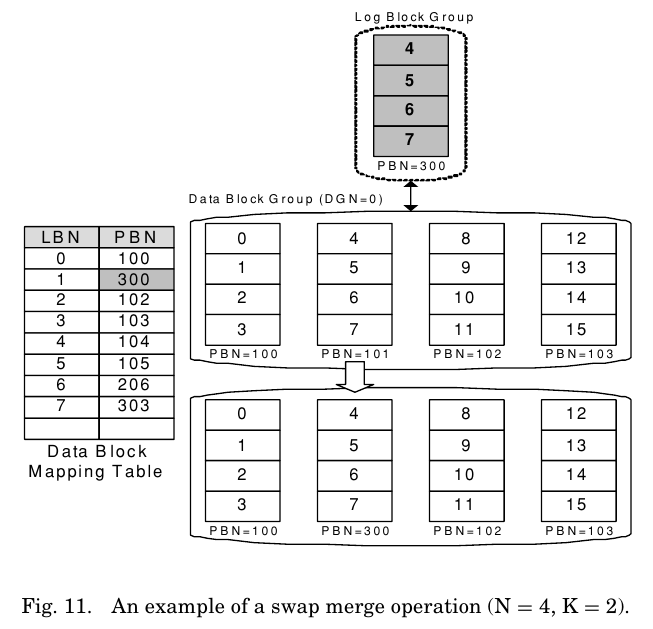 Log Block Group
4
5
6
7
PBN=300
Data Block Group (DGN=0)
LBN PBN
0 100
1 300
2 102
3 103
4 104
5 105
6 206
7 303
Data Block
Mapping Table
0 4 8 12
1 5 9 13
2 6 10 14
3 7 11 15
PBN=100 PBN=101 PBN=102 PBN=103
0 4 8 12
1 5 9 13
2 6 10 14
3 7 11 15
PBN=100 PBN=300 PBN=102 PBN=103
Fig. 11. An example of a swap merge operation (N = 4, K = 2).